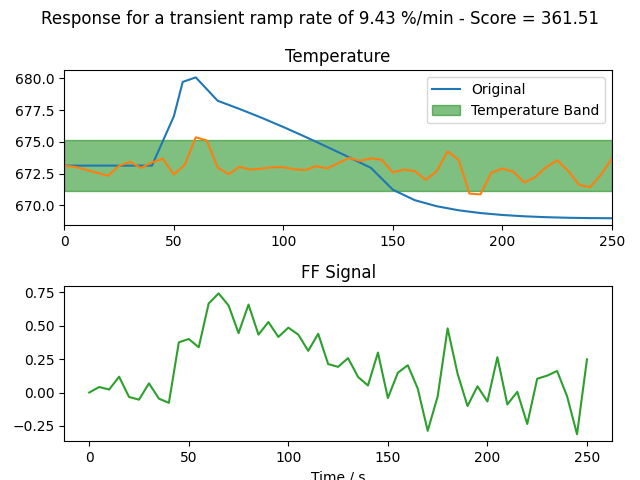 Response for a transient ramp rate of 9.43 %/min - Score = 361.51
Temperature
680.0
677.5
675.0
672.5
670.0
Original
Temperature Band
0 50 100 150 200 250
FF Signal
0.75
0.50
0.25
0.00
−0.25
0 50 100 150 200 250
Time / s